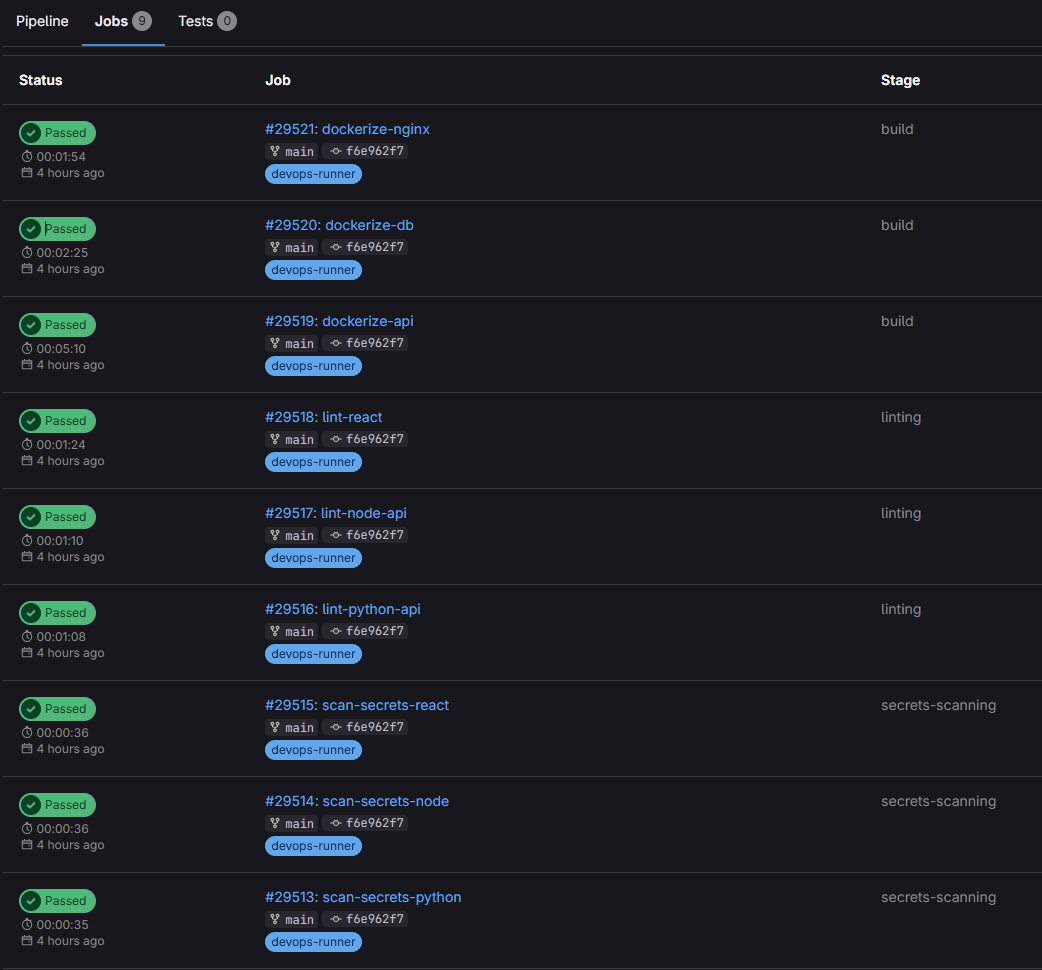 Pipeline Jobs 9 Tests 0
Status Job Stage
Passed #29521: dockerize-nginx build
main f6e962f7
00:01:54
4 hours ago devops-runner
Passed #29520: dockerize-db build
main f6e962f7
00:02:25
4 hours ago devops-runner
Passed #29519: dockerize-api build
main f6e962f7
00:05:10
4 hours ago devops-runner
Passed #29518: lint-react linting
main f6e962f7
00:01:24
4 hours ago devops-runner
Passed #29517: lint-node-api linting
main f6e962f7
00:01:10
4 hours ago devops-runner
Passed #29516: lint-python-api linting
main f6e962f7
00:01:08
4 hours ago devops-runner
Passed #29515: scan-secrets-react secrets-scanning
main f6e962f7
00:00:36
4 hours ago devops-runner
Passed #29514: scan-secrets-node secrets-scanning
main f6e962f7
00:00:36
4 hours ago devops-runner
Passed #29513: scan-secrets-python secrets-scanning
main f6e962f7
00:00:35
4 hours ago devops-runner